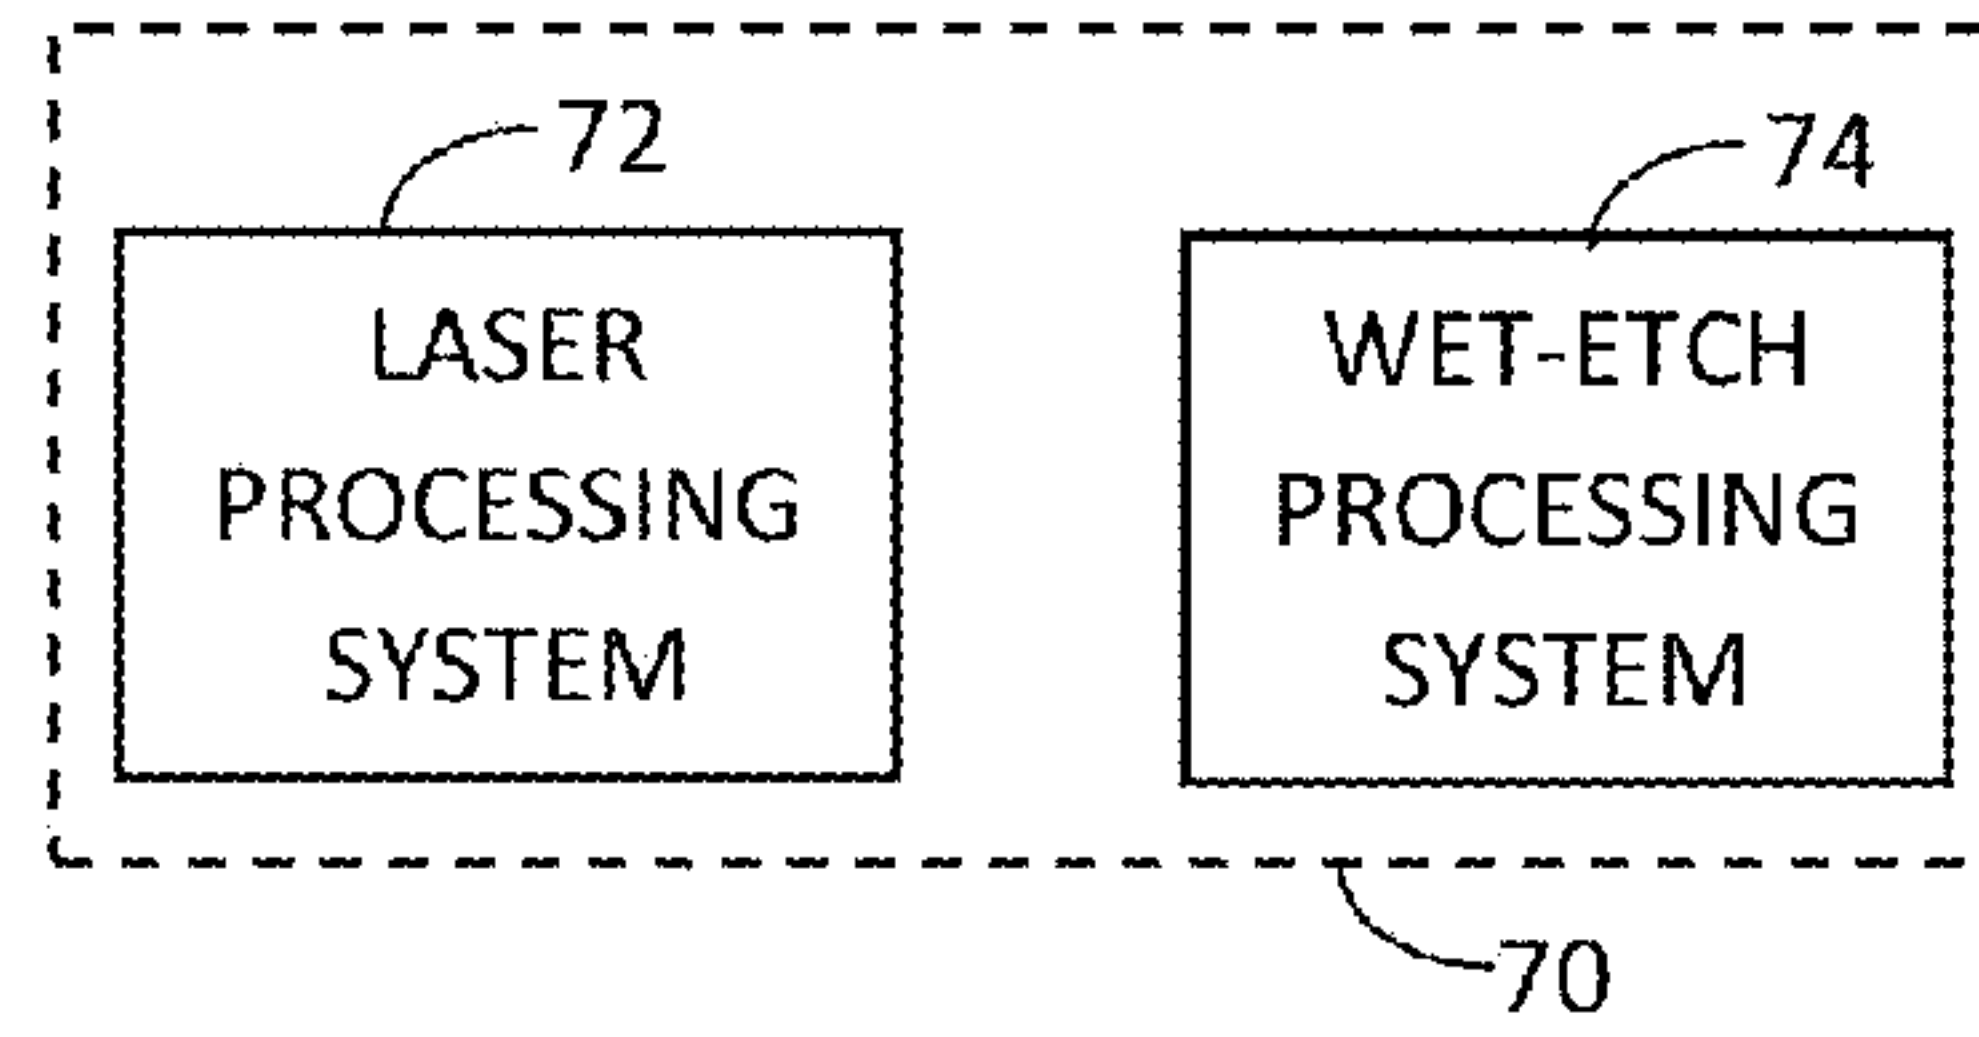 72
74
LASER
PROCESSING
SYSTEM
WET-ETCH
PROCESSING
SYSTEM
70